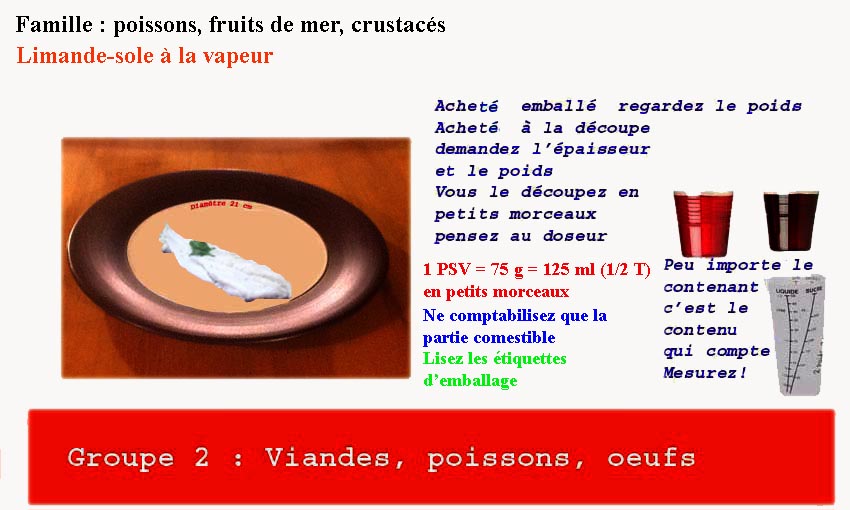 Famille : poissons, fruits de mer, crustacés
Limande-sole à la vapeur
Diamètre 21 cm
Acheté emballé regardez le poids
Acheté à la découpe
demandez l'épaisseur
et le poids
Vous le découpez en
petits morceaux
pensez au doseur
1 PSV = 75 g = 125 ml (1/2 T)
en petits morceaux
Ne comptabilisez que la
partie comestible
Lisez les étiquettes
d'emballage
Peu importe le
contenant
c'est le
contenu
qui compte
Mesurez!
LIQUIDE SUCRE
Groupe 2 : Viandes, poissons, oeufs